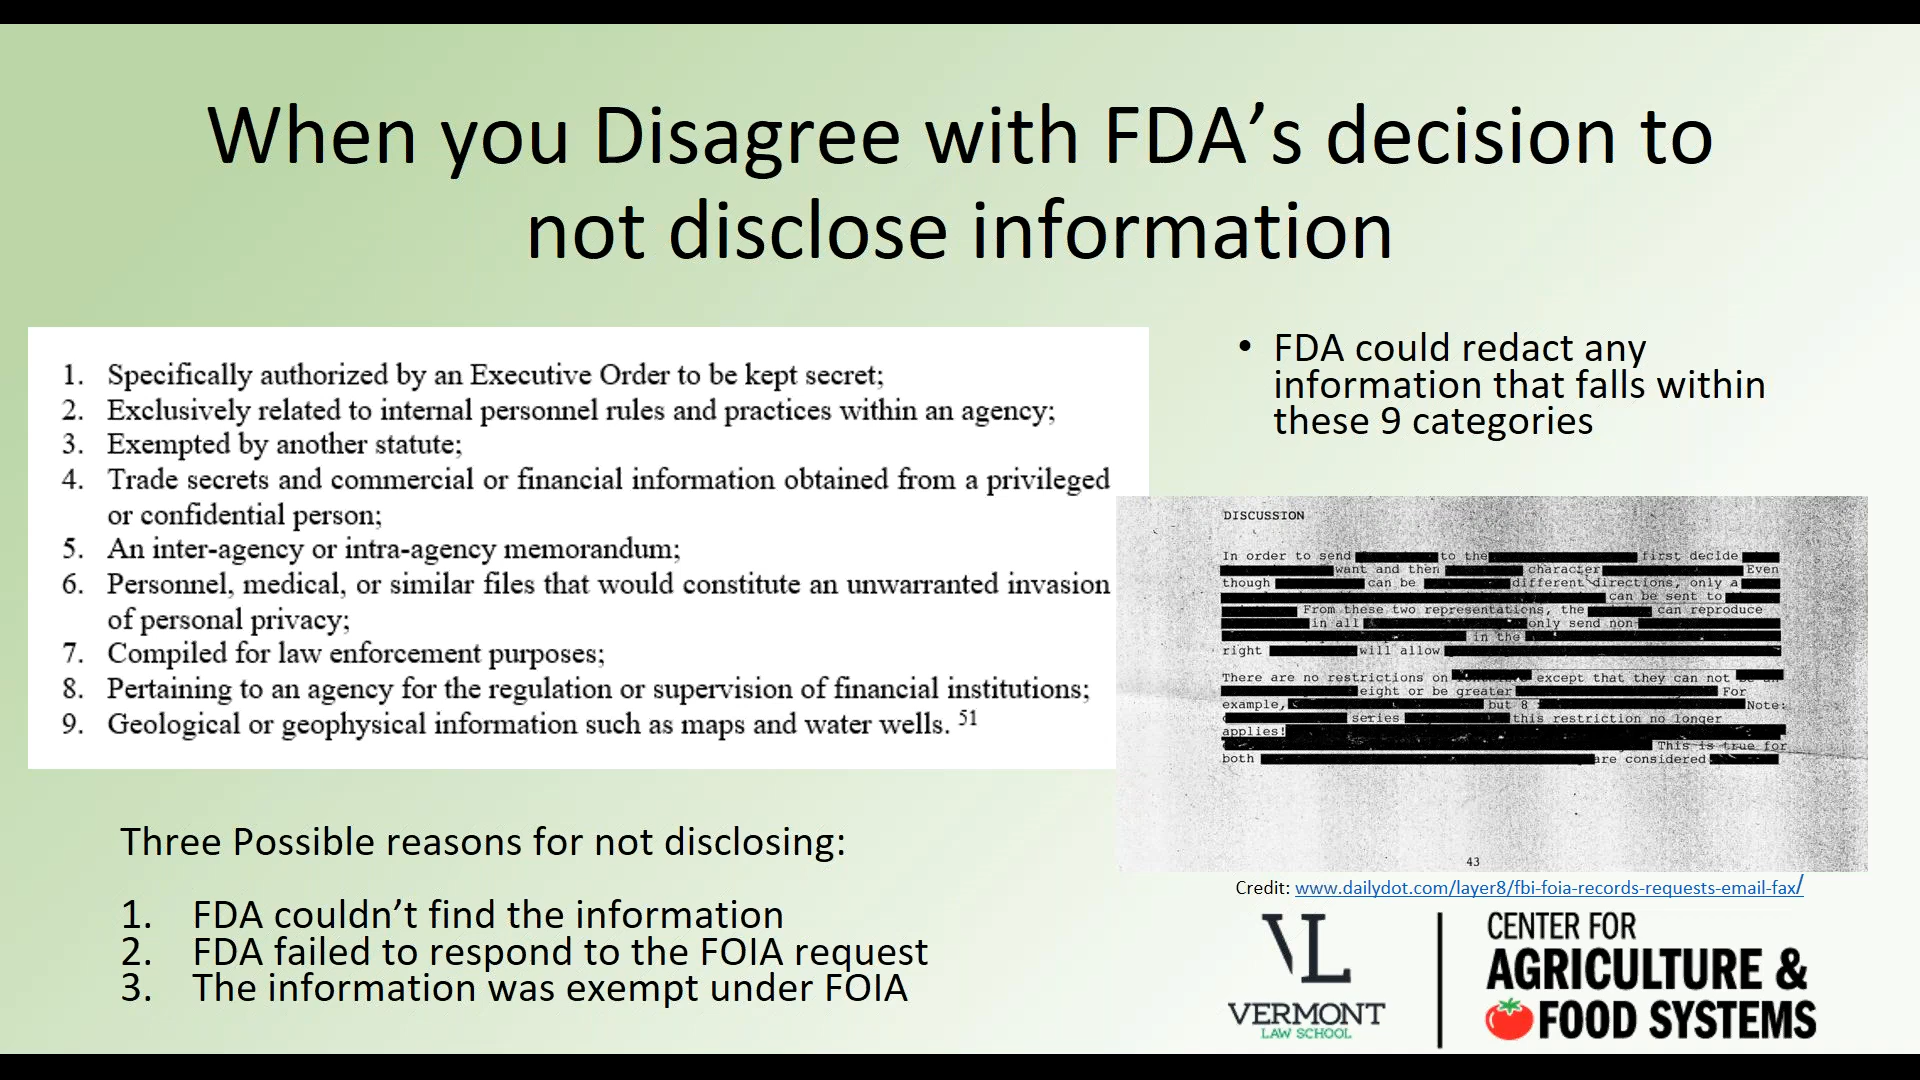 When you Disagree with FDA’s decision to
not disclose information
1. Specifically authorized by an Executive Order to be kept secret;
2. Exclusively related to internal personnel rules and practices within an agency;
3. Exempted by another statute;
4. Trade secrets and commercial or financial information obtained from a privileged
or confidential person;
5. An inter-agency or intra-agency memorandum;
6. Personnel, medical, or similar files that would constitute an unwarranted invasion
of personal privacy;
7. Compiled for law enforcement purposes;
8. Pertaining to an agency for the regulation or supervision of financial institutions;
9. Geological or geophysical information such as maps and water wells. 51
• FDA could redact any
information that falls within
these 9 categories
DISCUSSION
In order to send to the first decide
want and then character Even
though can be different directions, only a
can be sent to
From these two representations, the can reproduce
in all only send non-
in the
right will allow
There are no restrictions on except that they can not
eight or be greater For
example, but 8 Note:
series this restriction no longer
applies!
This is true for
both are considered
43
Credit: www.dailydot.com/layer8/fbi-foia-records-requests-email-fax/
Three Possible reasons for not disclosing:
1. FDA couldn’t find the information
2. FDA failed to respond to the FOIA request
3. The information was exempt under FOIA
VL
VERMONT
LAW SCHOOL
CENTER FOR
AGRICULTURE &
FOOD SYSTEMS